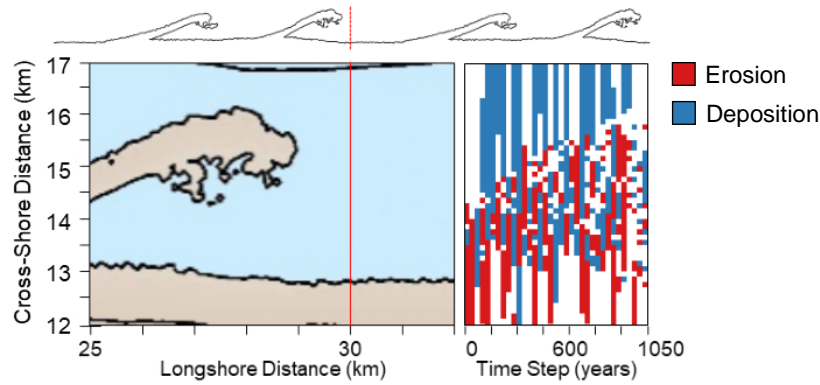 17
16
15
14
13
12
Cross-Shore Distance (km)
25
30
Longshore Distance (km)
0
600
1050
Time Step (years)
Erosion
Deposition